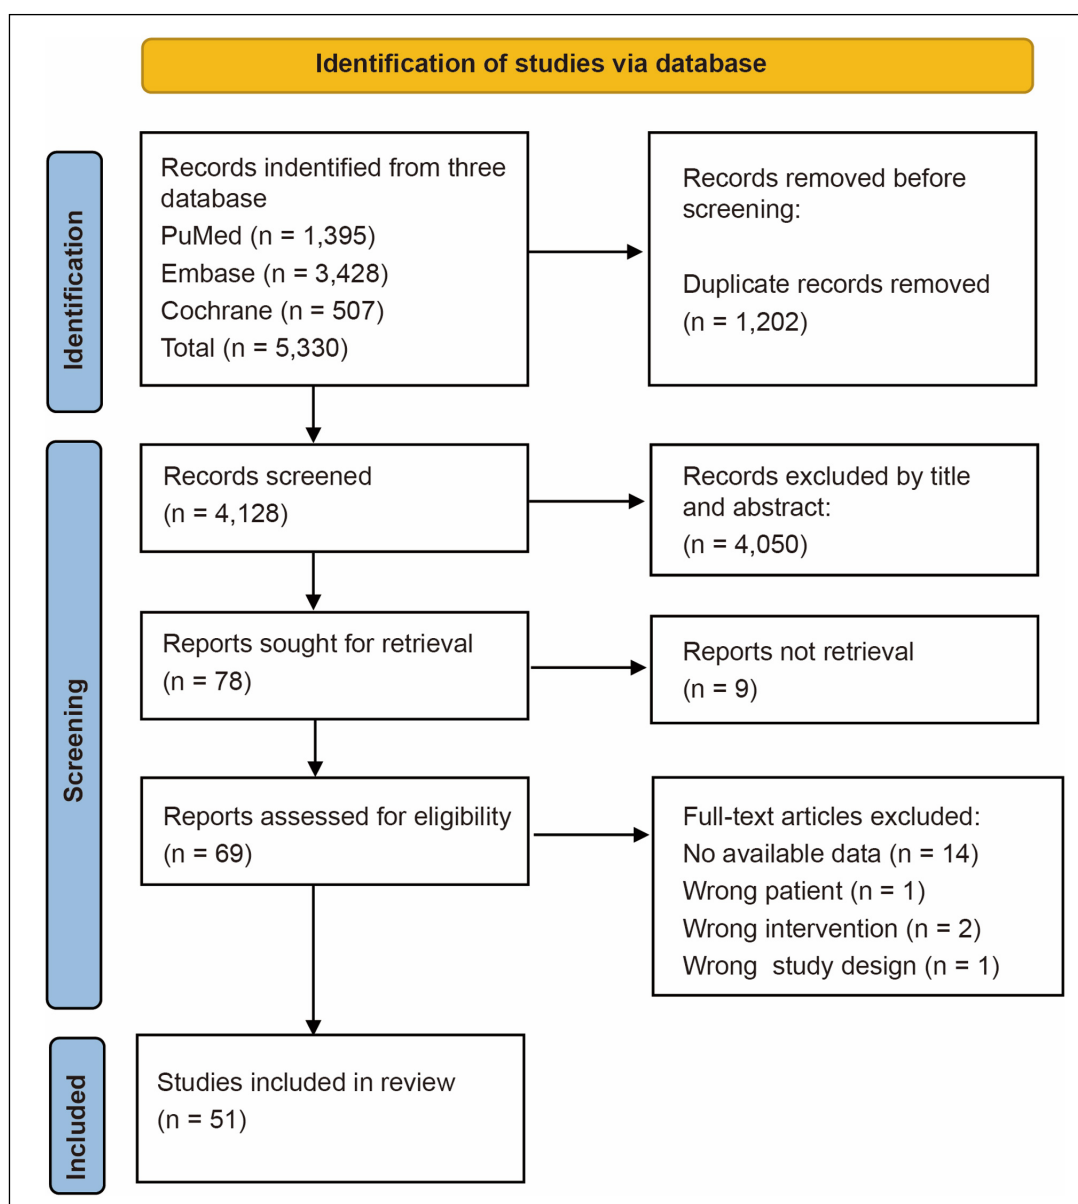 Identification of studies via database
Identification
Records indentified from three
database
PuMed (n = 1,395)
Embase (n = 3,428)
Cochrane (n = 507)
Total (n = 5,330)
Records removed before
screening:
Duplicate records removed
(n = 1,202)
Screening
Records screened
(n = 4,128)
Records excluded by title
and abstract:
(n = 4,050)
Reports sought for retrieval
(n = 78)
Reports not retrieval
(n = 9)
Reports assessed for eligibility
(n = 69)
Full-text articles excluded:
No available data (n = 14)
Wrong patient (n = 1)
Wrong intervention (n = 2)
Wrong study design (n = 1)
Included
Studies included in review
(n = 51)